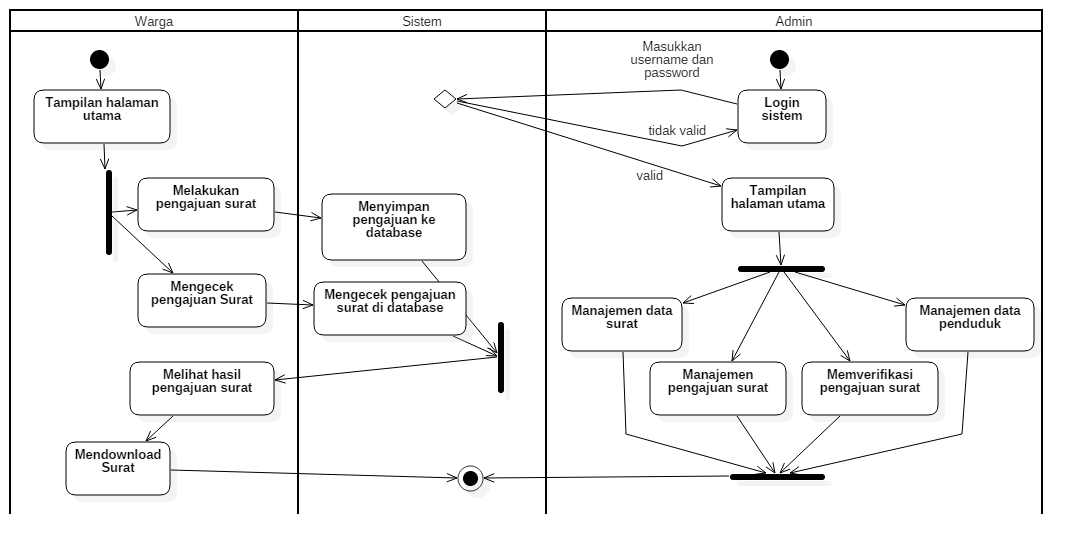 Warga
Sistem
Admin
Masukkan
username dan
password
Tampilan halaman
utama
Login
sistem
tidak valid
valid
Melakukan
pengajuan surat
Menyimpan
pengajuan ke
database
Tampilan
halaman utama
Mengecek
pengajuan Surat
Mengecek pengajuan
surat di database
Manajemen data
surat
Manajemen data
penduduk
Melihat hasil
pengajuan surat
Manajemen
pengajuan surat
Memverifikasi
pengajuan surat
Mendownload
Surat